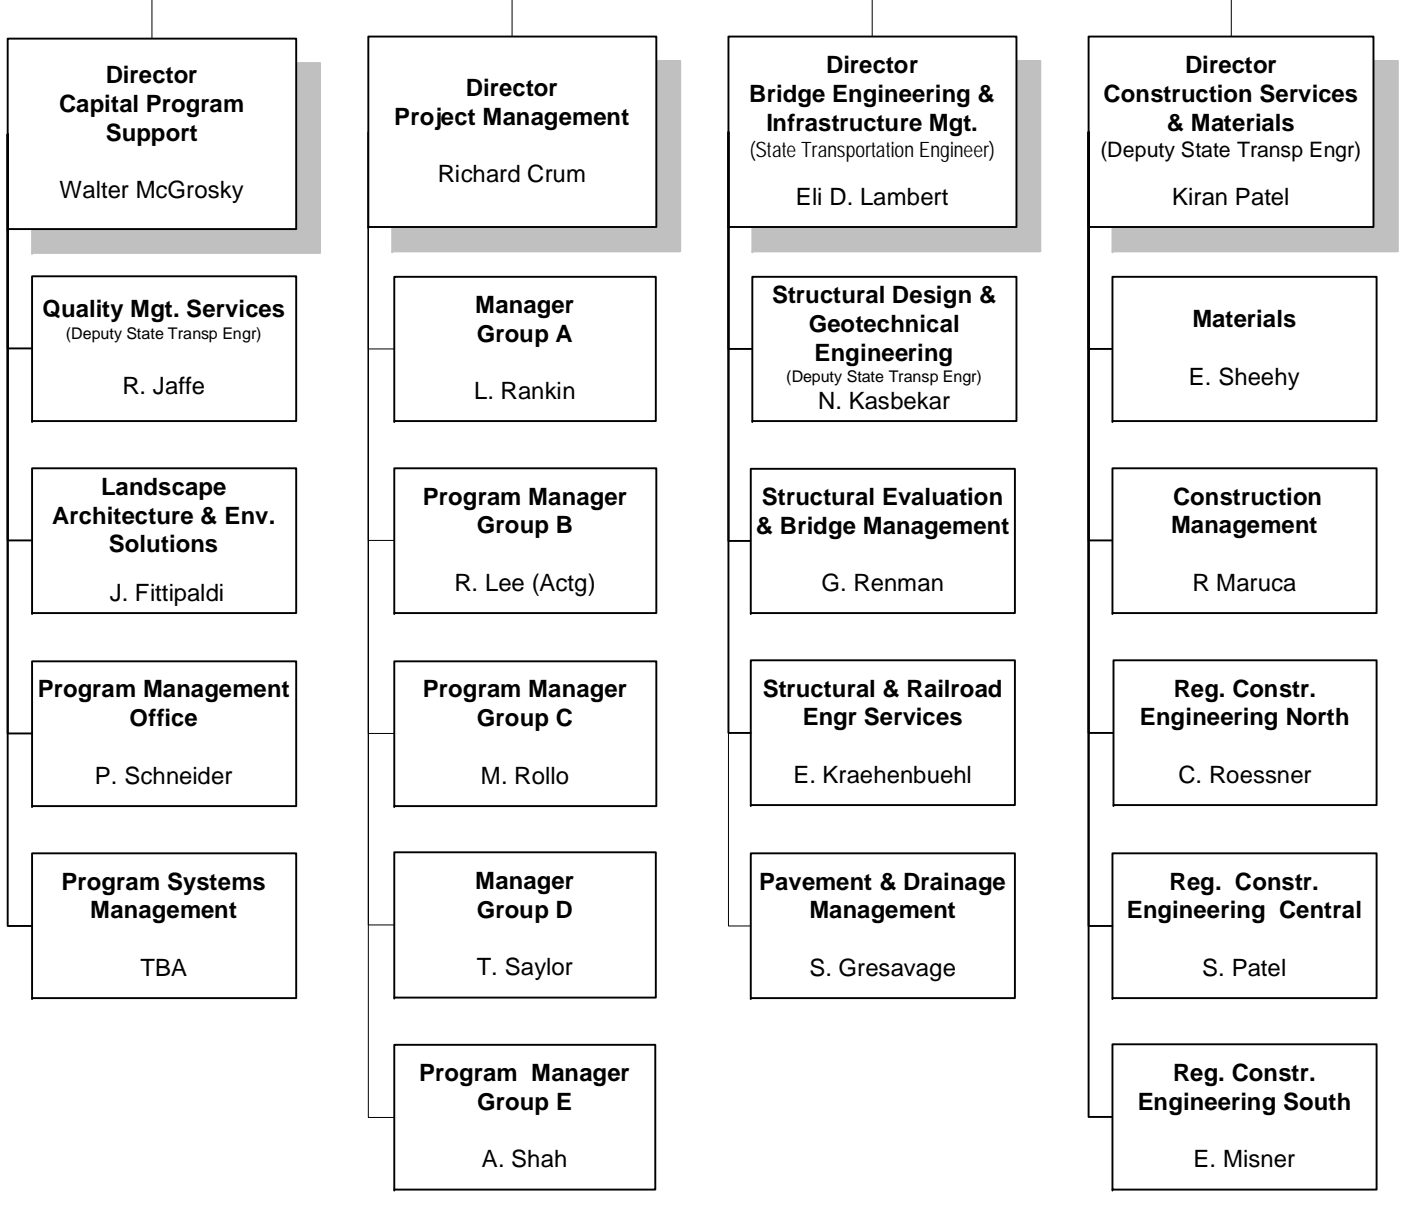 Director
Capital Program
Support
Walter McGrosky
Quality Mgt. Services
(Deputy State Transp Engr)
R. Jaffe
Landscape
Architecture & Env.
Solutions
J. Fittipaldi
Program Management
Office
P. Schneider
Program Systems
Management
TBA
Director
Project Management
Richard Crum
Manager
Group A
L. Rankin
Program Manager
Group B
R. Lee (Actg)
Program Manager
Group C
M. Rollo
Manager
Group D
T. Saylor
Program  Manager
Group E
A. Shah
Director
Bridge Engineering &
Infrastructure Mgt.
(State Transportation Engineer)
Eli D. Lambert
Structural Design &
Geotechnical
Engineering
(Deputy State Transp Engr)
N. Kasbekar
Structural Evaluation
& Bridge Management
G. Renman
Structural & Railroad
Engr Services
E. Kraehenbuehl
Pavement & Drainage
Management
S. Gresavage
Director
Construction Services
& Materials
(Deputy State Transp Engr)
Kiran Patel
Materials
E. Sheehy
Construction
Management
R Maruca
Reg. Constr.
Engineering North
C. Roessner
Reg.  Constr.
Engineering  Central
S. Patel
Reg. Constr.
Engineering South
E. Misner